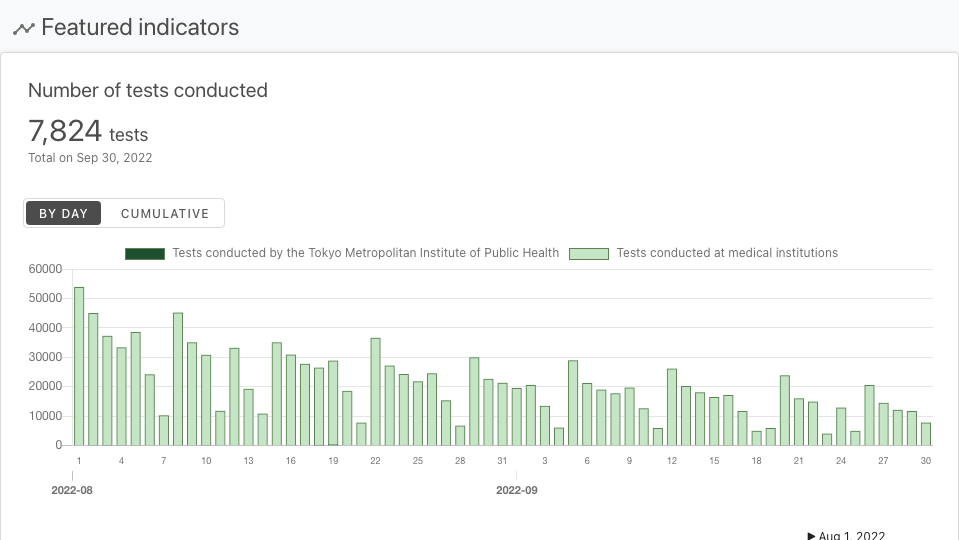 Featured indicators
Number of tests conducted
7,824 tests
Total on Sep 30, 2022
BY DAY CUMULATIVE
Tests conducted by the Tokyo Metropolitan Institute of Public Health Tests conducted at medical institutions
60000
50000
40000
30000
20000
10000
0
1 4 7 10 13 16 19 22 25 28 31 3 6 9 12 15 18 21 24 27 30
2022-08 2022-09
Aug 1, 2022